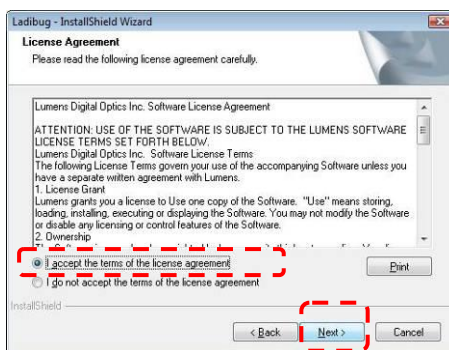 Ladibug - InstallShield Wizard
License Agreement
Please read the following license agreement carefully.
Lumens Digital Optics Inc. Software License Agreement
ATTENTION: USE OF THE SOFTWARE IS SUBJECT TO THE LUMENS SOFTWARE
LICENSE TERMS SET FORTH BELOW.
Lumens Digital Optics Inc.  Software License Terms
The following License Terms govern your use of the accompanying Software unless you
have a separate written agreement with Lumens.
1. License Grant
Lumens grants you a license to Use one copy of the Software.  "Use" means storing,
loading, installing, executing or displaying the Software. You may not modify the Software
or disable any licensing or control features of the Software.
2. Ownership
I accept the terms of the license agreement
Print
I do not accept the terms of the license agreement
InstallShield
< Back
Next >
Cancel